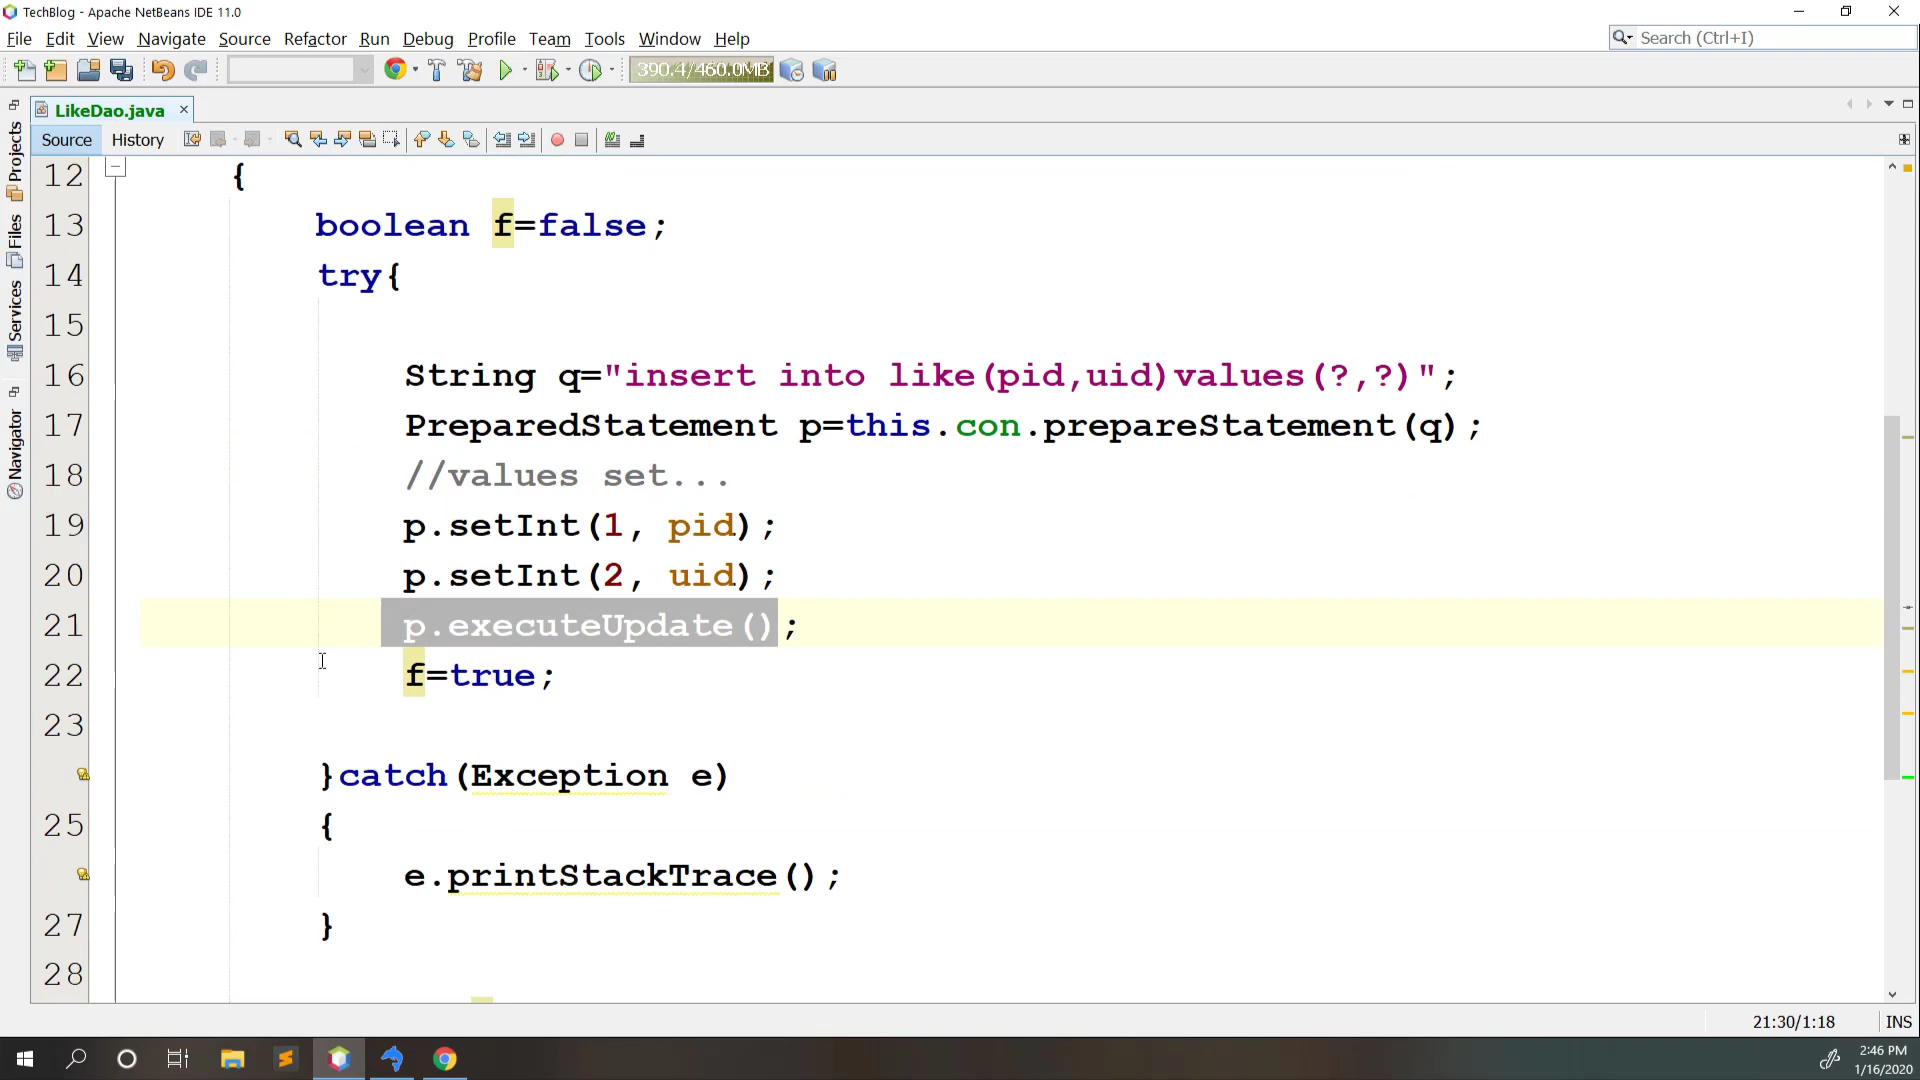 TechBlog - Apache NetBeans IDE 11.0
File Edit View Navigate Source Refactor Run Debug Profile Team Tools Window Help
Search (Ctrl+I)
390.4/460.0MB
LikeDao.java
Source History
Projects
Files
Services
Navigator
12 {
13 boolean f=false;
14 try{
15
16 String q="insert into like(pid,uid)values(?,?)";
17 PreparedStatement p=this.con.prepareStatement(q);
18 //values set...
19 p.setInt(1, pid);
20 p.setInt(2, uid);
21 p.executeUpdate();
22 f=true;
23
}catch(Exception e)
25 {
e.printStackTrace();
27 }
28
21:30/1:18 INS
2:46 PM
1/16/2020